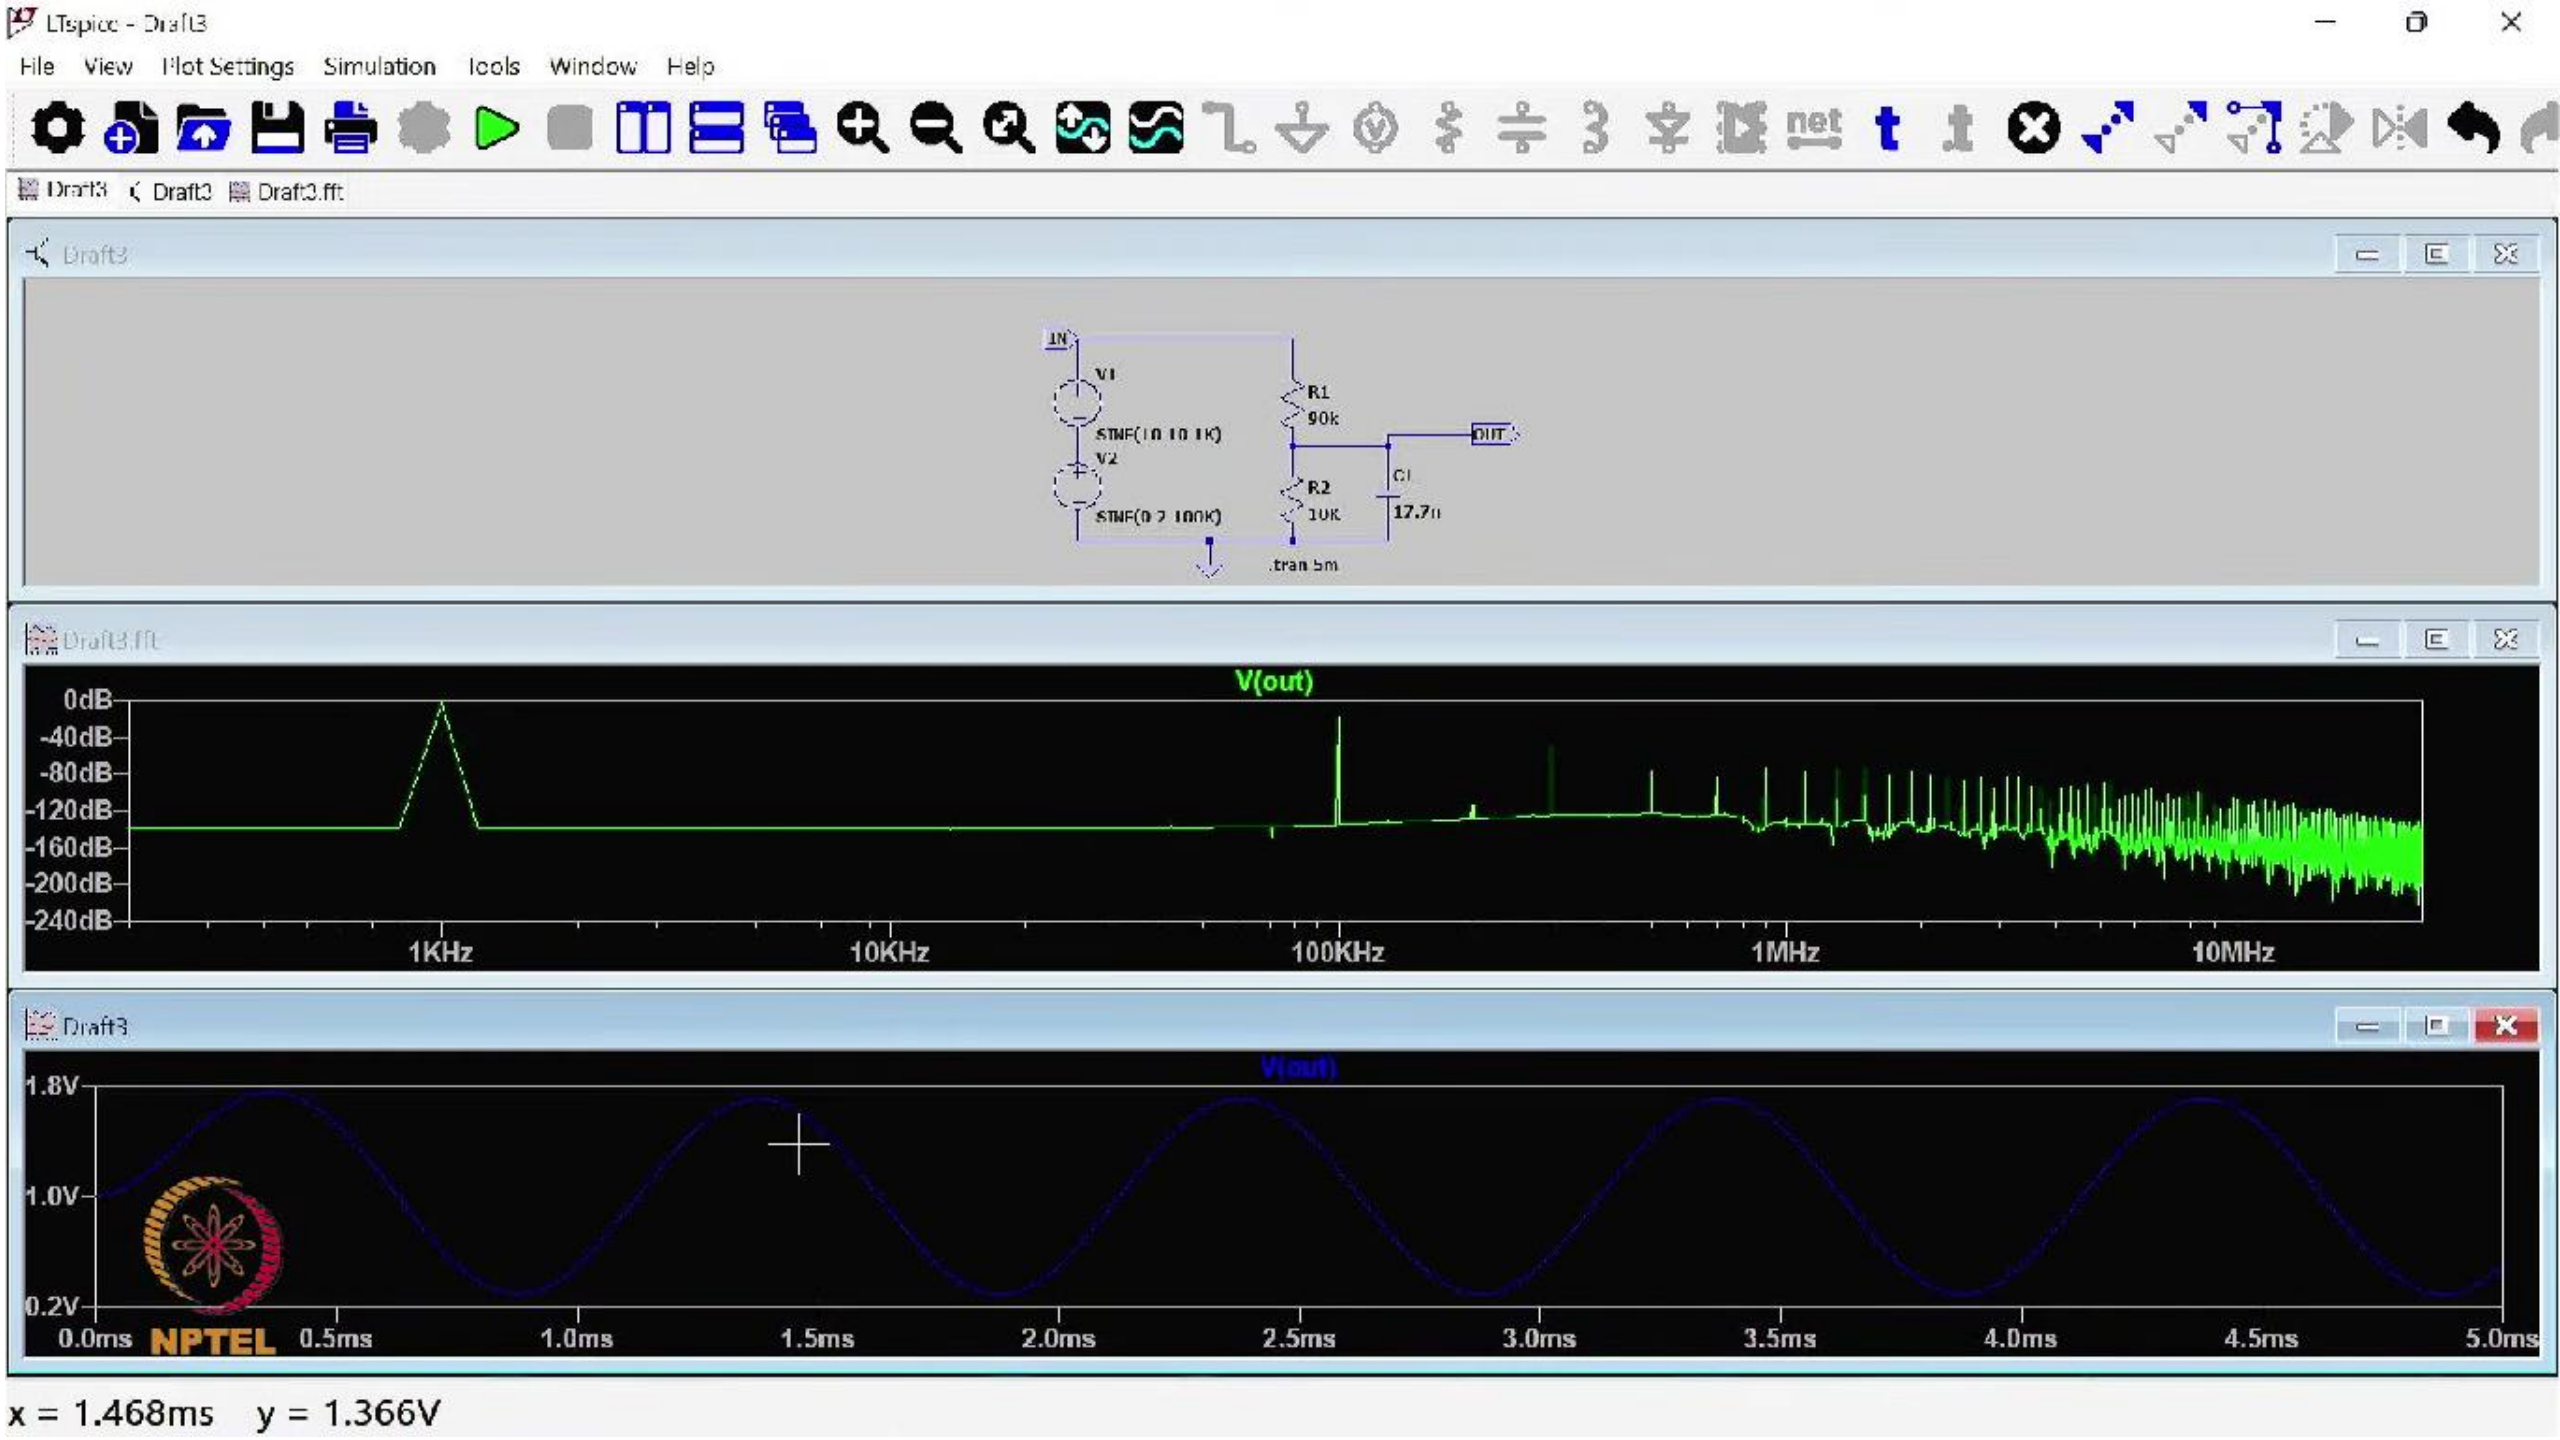 LTspice - Draft3
File View Plot Settings Simulation Tools Window Help
net t .t
Draft3 Draft3 Draft3.fft
Draft3
IN
V1
R1
90k
SINE(10 10 1K)
OUT
V2
C1
R2
SINE(0 2 100K)
10K
17.7n
.tran 5m
Draft3.fft
V(out)
0dB
-40dB
-80dB
-120dB
-160dB
-200dB
-240dB
1KHz 10KHz 100KHz 1MHz 10MHz
Draft3
V(out)
1.8V
1.0V
0.2V
0.0ms 0.5ms 1.0ms 1.5ms 2.0ms 2.5ms 3.0ms 3.5ms 4.0ms 4.5ms 5.0ms
NPTEL
x = 1.468ms y = 1.366V